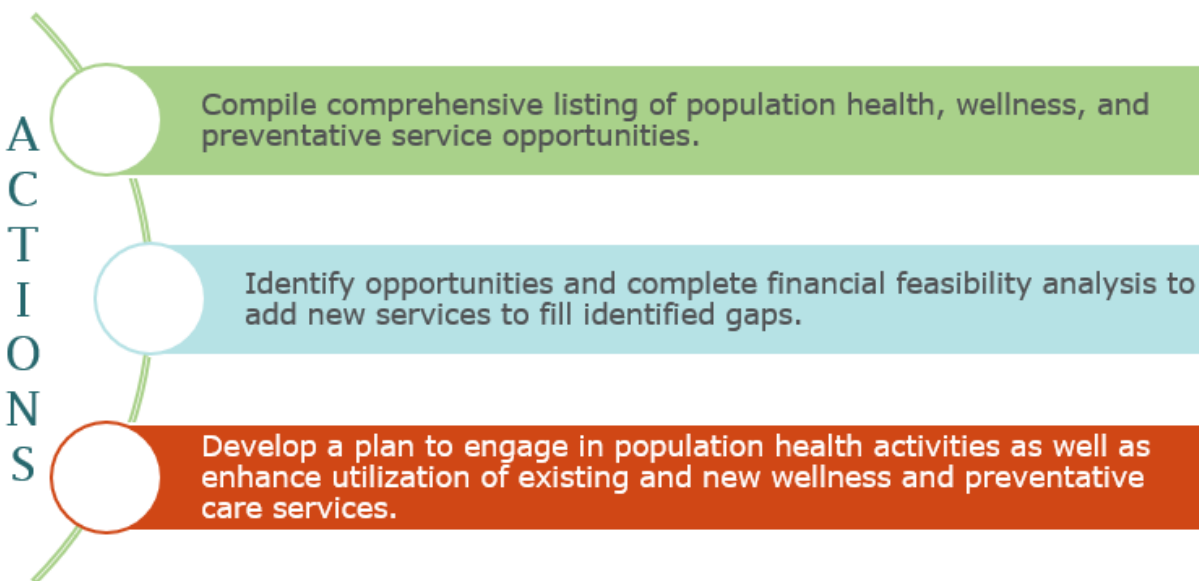 ACTIONS
Compile comprehensive listing of population health, wellness, and
preventative service opportunities.
Identify opportunities and complete financial feasibility analysis to
add new services to fill identified gaps.
Develop a plan to engage in population health activities as well as
enhance utilization of existing and new wellness and preventative
care services.